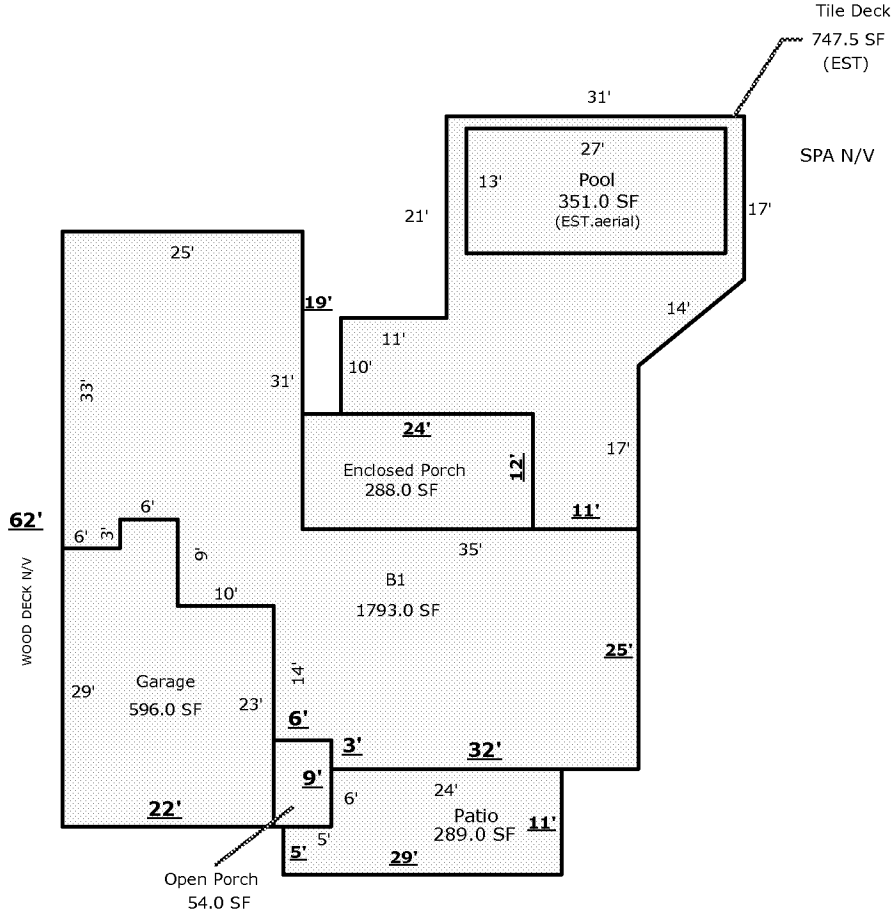 Tile Deck
747.5 SF
(EST)
31'
SPA N/V
27'
13'
Pool
351.0 SF
(EST.aerial)
17'
21'
25'
19'
14'
11'
10'
33'
31'
24'
12'
17'
Enclosed Porch
288.0 SF
11'
62'
6'
6'
3'
9'
35'
WOOD DECK N/V
B1
1793.0 SF
10'
25'
Garage
596.0 SF
29'
23'
14'
6'
3'
32'
9'
6'
24'
22'
Patio
289.0 SF
11'
5'
5'
29'
Open Porch
54.0 SF